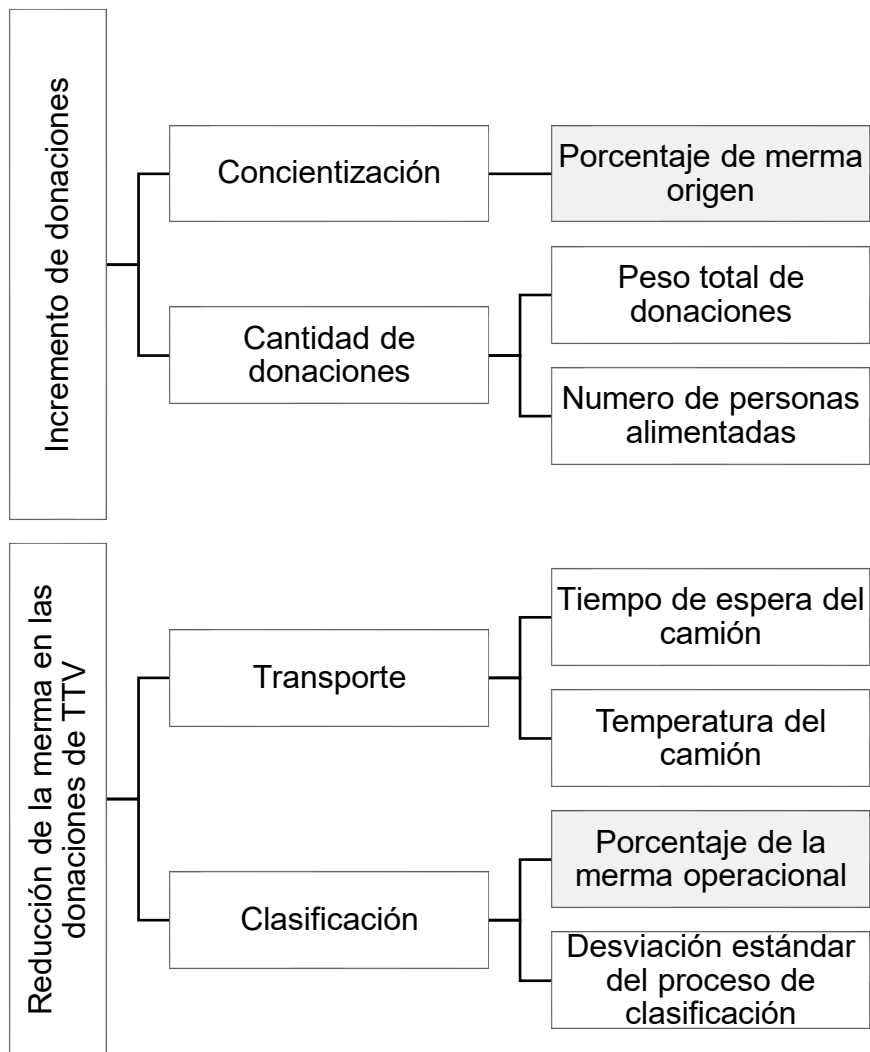 Incremento de donaciones
Concientización
Porcentaje de merma
origen
Cantidad de
donaciones
Peso total de
donaciones
Numero de personas
alimentadas
Reducción de la merma en las
donaciones de TTV
Transporte
Tiempo de espera del
camión
Temperatura del
camión
Clasificación
Porcentaje de la
merma operacional
Desviación estándar
del proceso de
clasificación